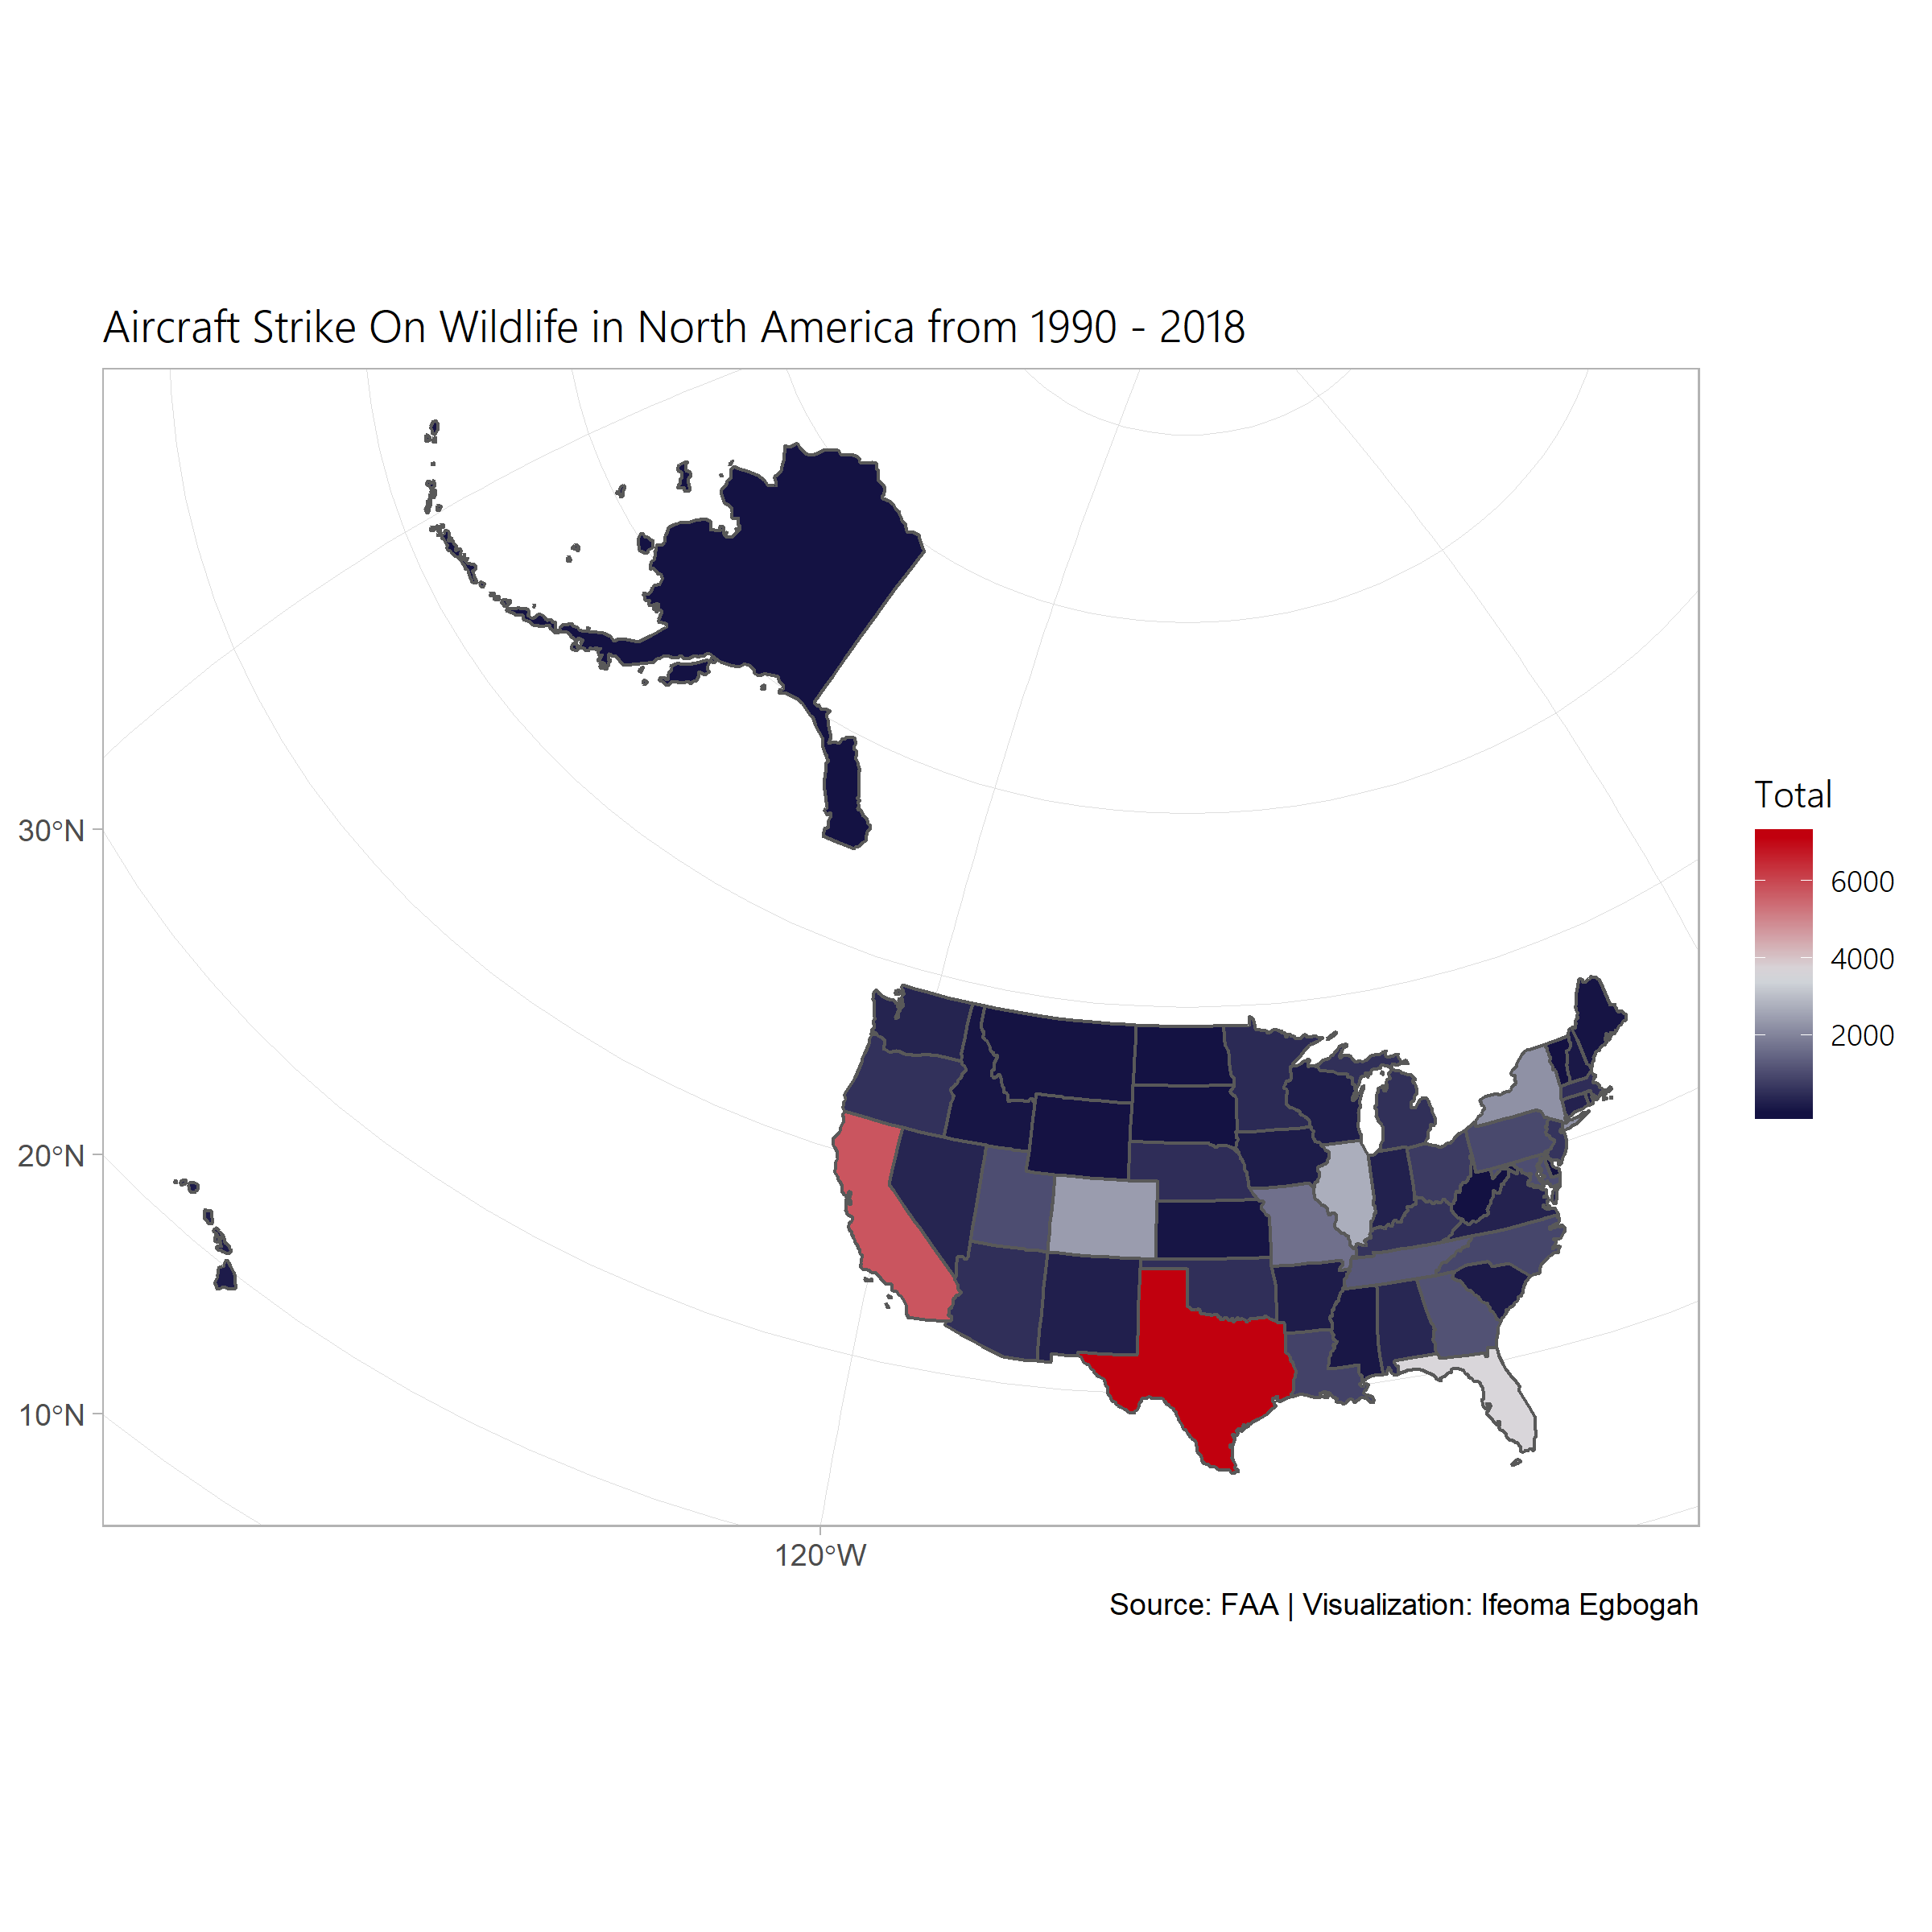 Aircraft Strike On Wildlife in North America from 1990 - 2018
30°N
20°N
10°N
120°W
Total
6000
4000
2000
Source: FAA | Visualization: Ifeoma Egbogah